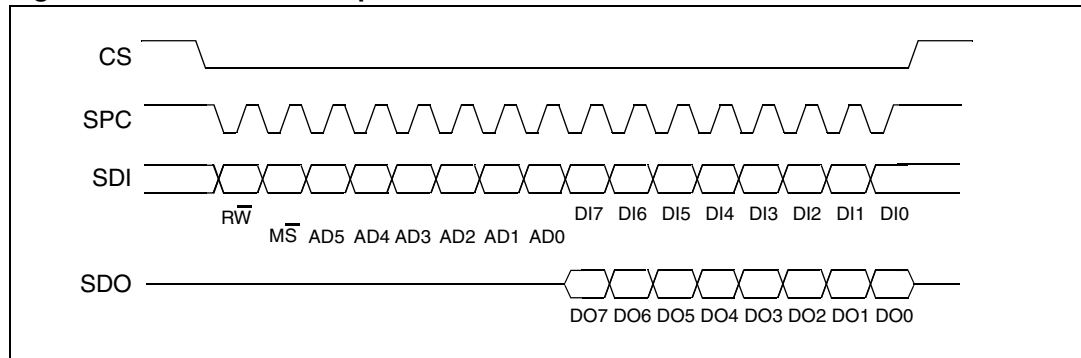 CS
SPC
SDI
RW̅
DI7 DI6 DI5 DI4 DI3 DI2 DI1 DI0
MS̅ AD5 AD4 AD3 AD2 AD1 AD0
SDO
DO7 DO6 DO5 DO4 DO3 DO2 DO1 DO0